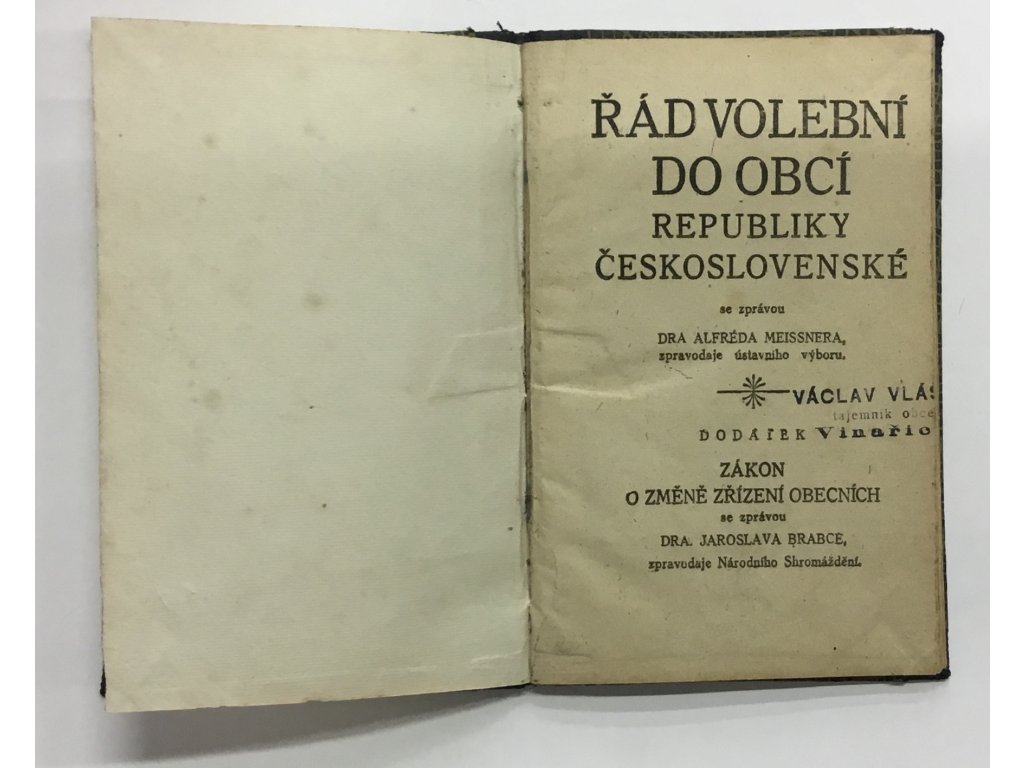 ŘÁD VOLEBNÍ
DO OBCÍ
REPUBLIKY
ČESKOSLOVENSKÉ
se zprávou
DRA ALFRÉDA MEISSNERA,
zpravodaje ústavního výboru.
VÁCLAV
tajemník
DODATEK
ZÁKON
O ZMĚNĚ ZŘÍZENÍ OBECNÍCH
se zprávou
DRA. JAROSLAVA BRABCE,
zpravodaje Národního Shromáždění.